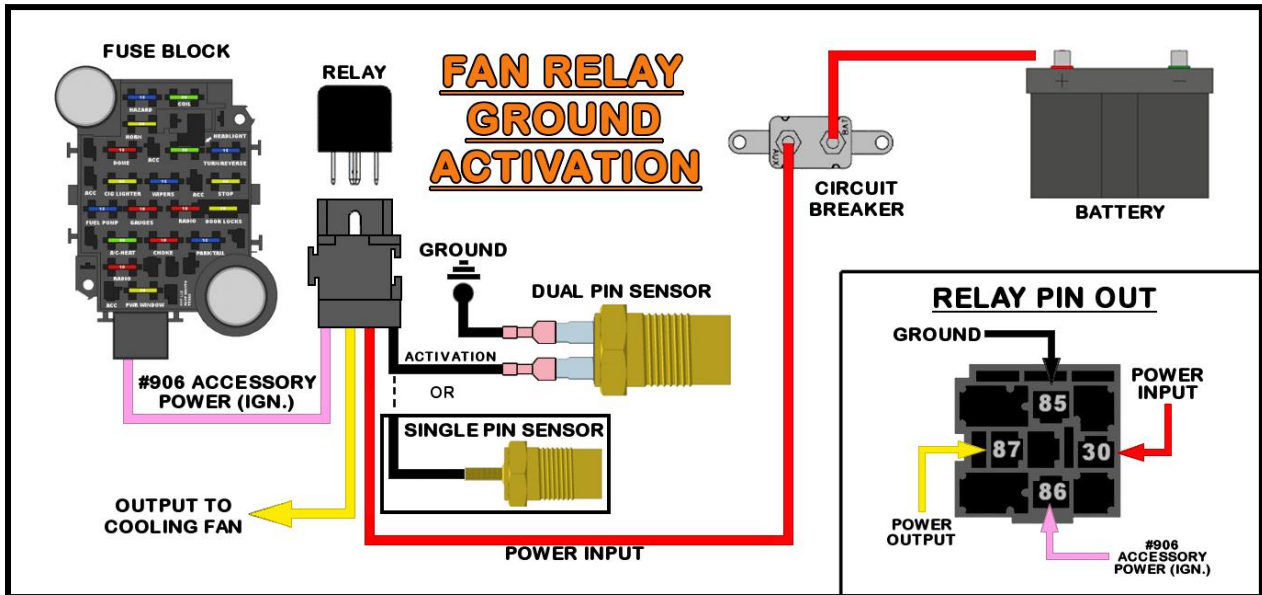 FUSE BLOCK
HAZARD
COIL
HORN
HEADLIGHT
DOME
ACC
TURN/REVERSE
ACC
CIG LIGHTER
WIPERS
ACC
STOP
FUEL PUMP
GAUGES
RADIO
DOOR LOCKS
A/C-HEAT
CHOKE
PARK/TAIL
RADIO
ACC
PWR WINDOW
#906 ACCESSORY
POWER (IGN.)
RELAY
FAN RELAY
GROUND
ACTIVATION
GROUND
DUAL PIN SENSOR
ACTIVATION
OR
SINGLE PIN SENSOR
OUTPUT TO
COOLING FAN
POWER INPUT
AUX
BAT
CIRCUIT
BREAKER
+
-
BATTERY
RELAY PIN OUT
GROUND
POWER
INPUT
85
87
30
86
POWER
OUTPUT
#906
ACCESSORY
POWER (IGN.)